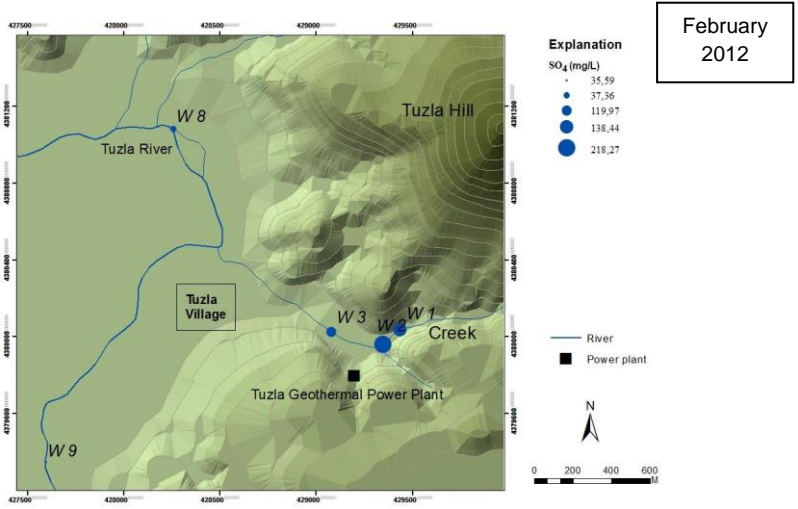 427500 428000 428500 429000 429500
February
2012
Explanation
SO4 (mg/L)
35,59
37,36
119,97
138,44
218,27
4381200
4381200
Tuzla Hill
W 8
Tuzla River
4380800
4380800
4380400
4380400
Tuzla
Village
W 3
W 2
W 1
Creek
4380000
4380000
River
Power plant
Tuzla Geothermal Power Plant
4379600
4379600
W 9
N
0 200 400 600
M
427500 428000 428500 429000 429500